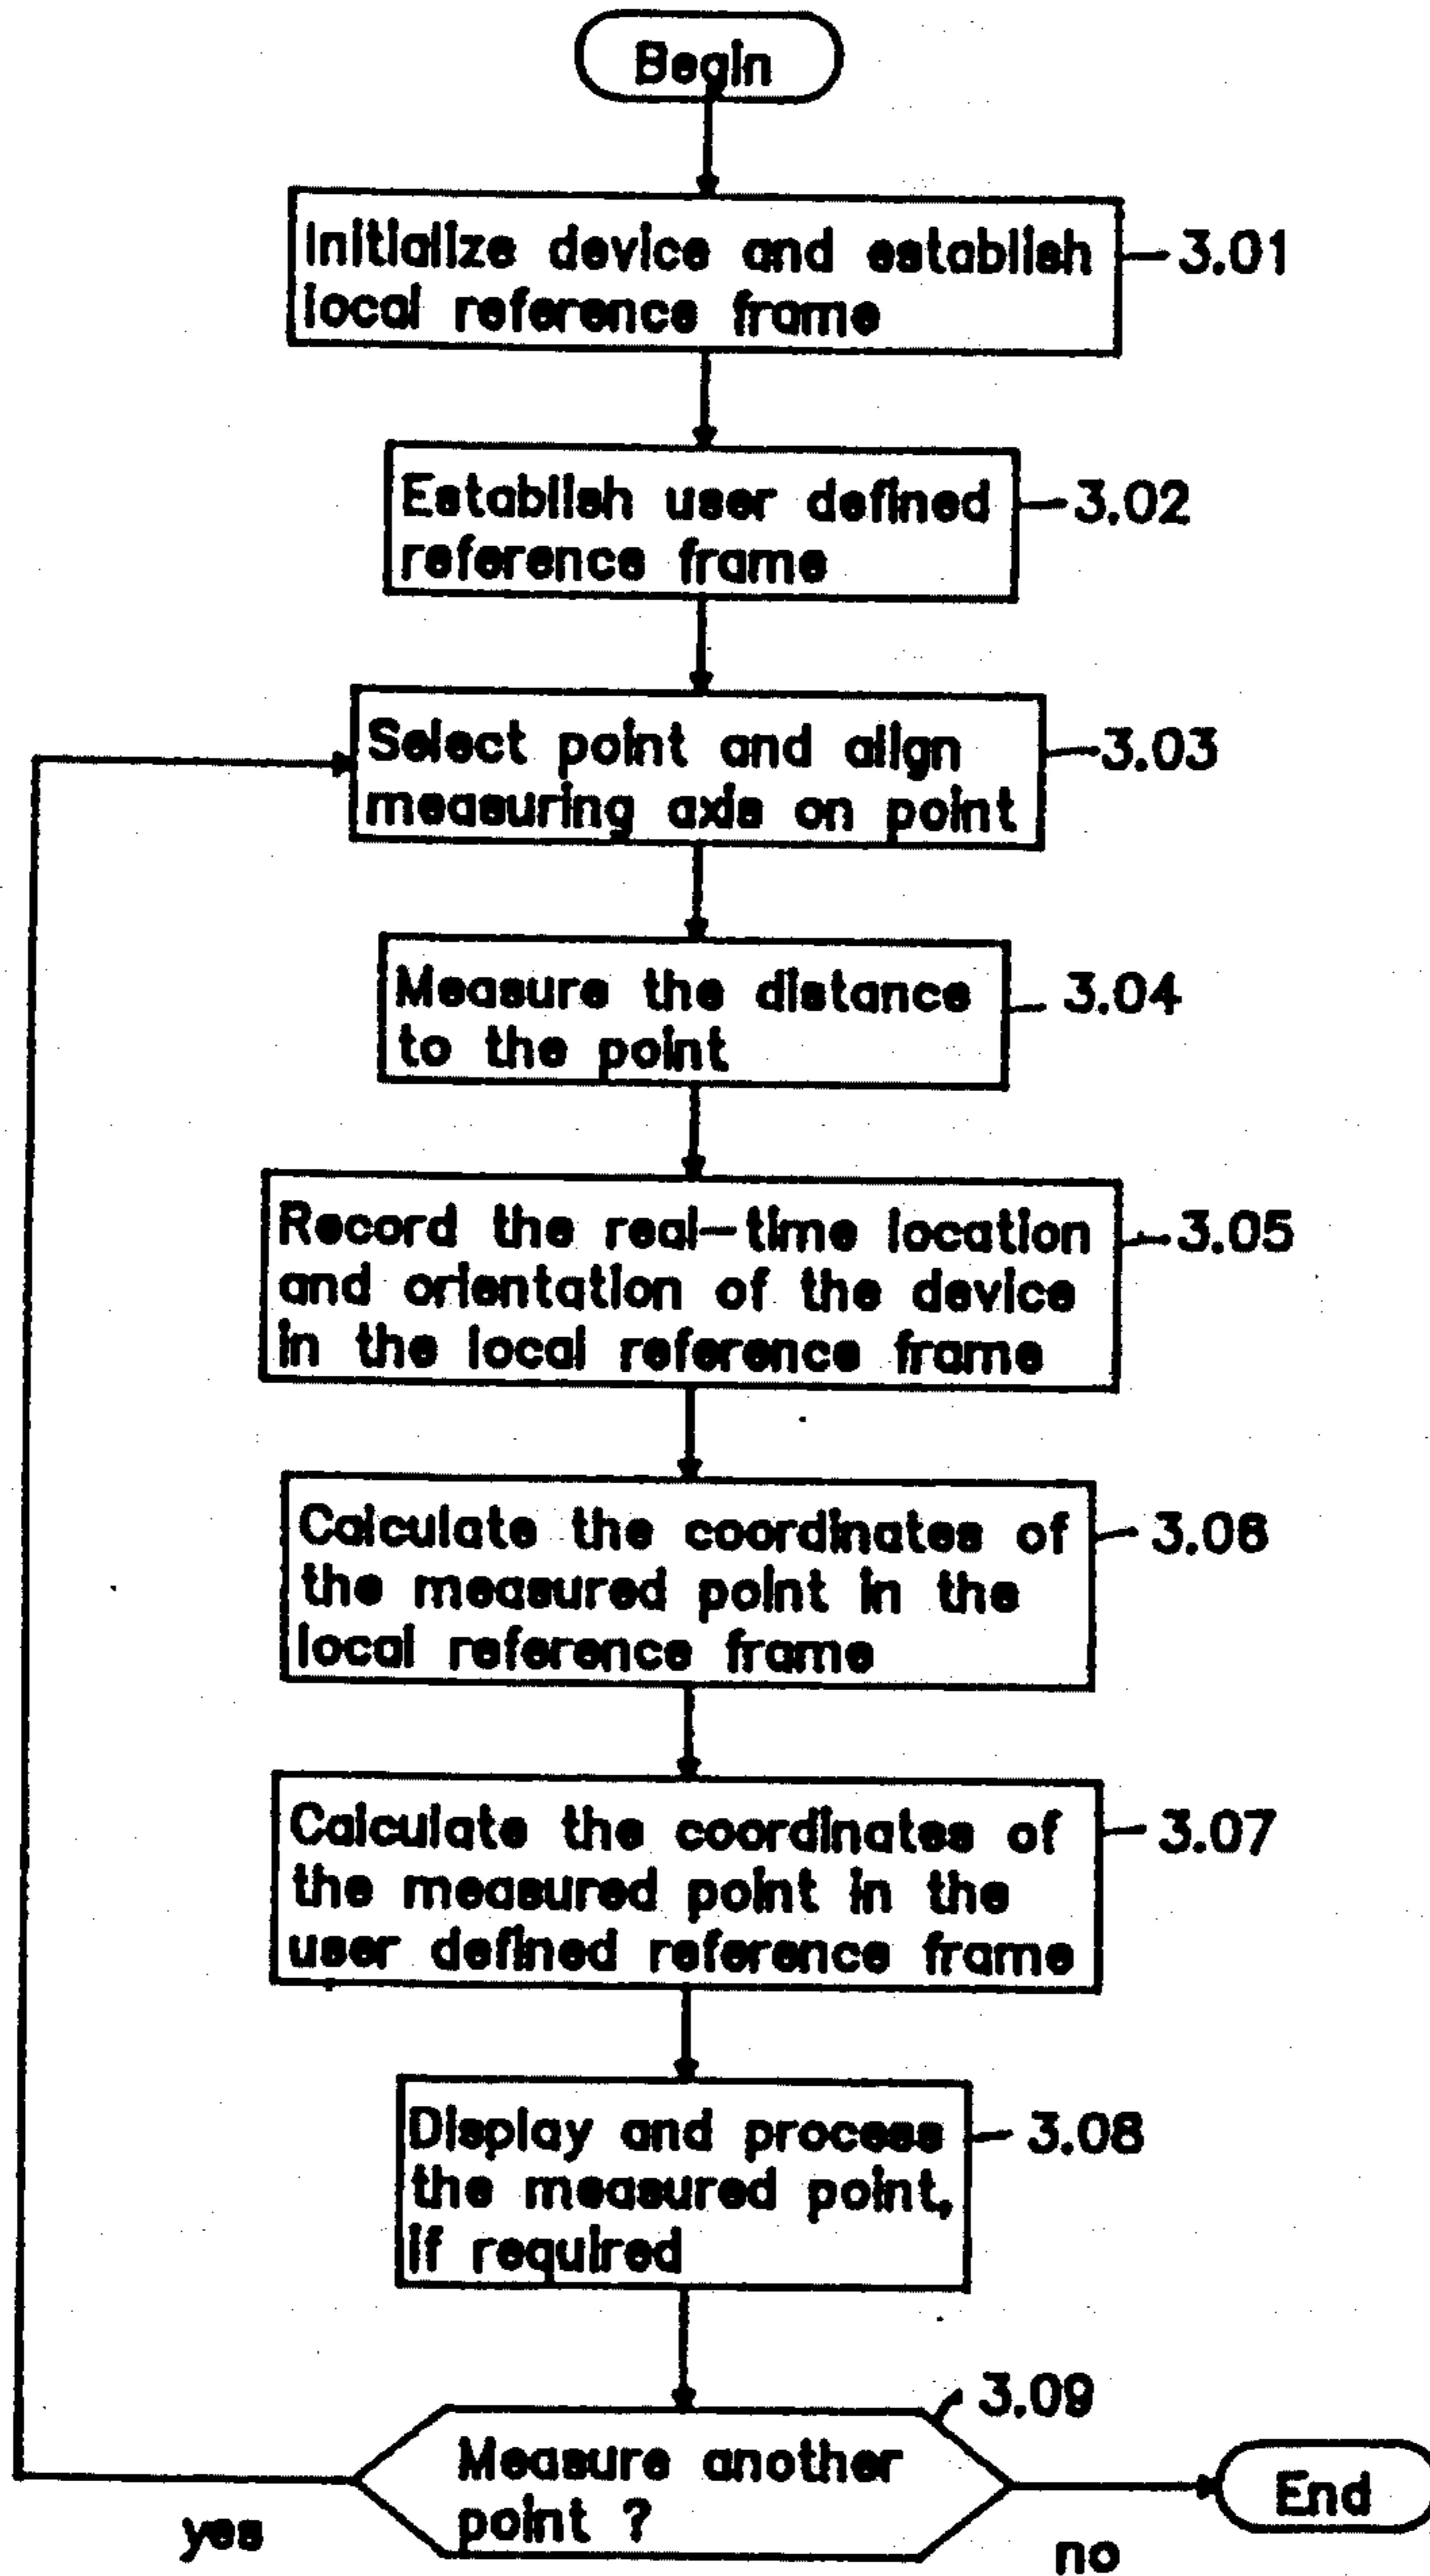 Begin
Initialize device and establish
local reference frame
3.01
Establish user defined
reference frame
3.02
Select point and align
measuring axis on point
3.03
Measure the distance
to the point
3.04
Record the real-time location
and orientation of the device
in the local reference frame
3.05
Calculate the coordinates of
the measured point in the
local reference frame
3.06
Calculate the coordinates of
the measured point in the
user defined reference frame
3.07
Display and process
the measured point,
if required
3.08
Measure another
point ?
3.09
yes
no
End